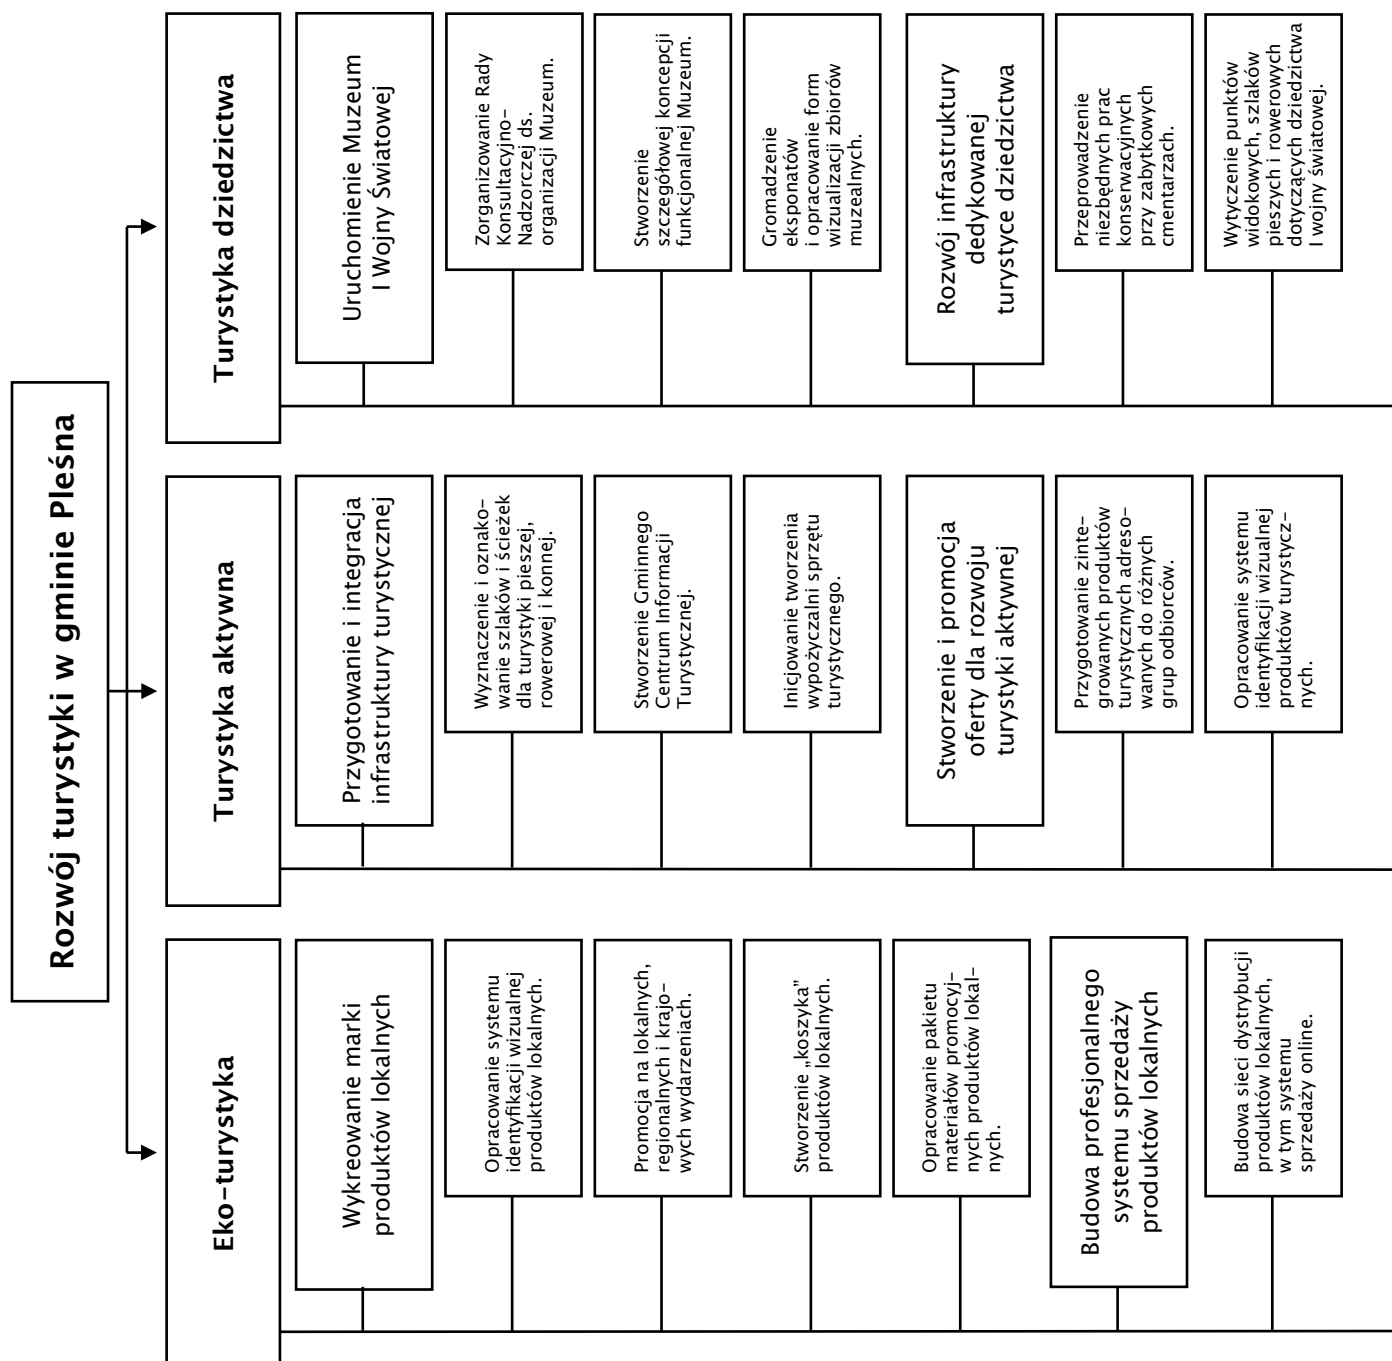 Rozwój turystyki w gminie Pleśna
Eko-turystyka
Wykreowanie marki
produktów lokalnych
Opracowanie systemu
identyfikacji wizualnej
produktów lokalnych.
Promocja na lokalnych,
regionalnych i krajo-
wych wydarzeniach.
Stworzenie „koszyka”
produktów lokalnych.
Opracowanie pakietu
materiałów promocyj-
nych produktów lokal-
nych.
Budowa profesjonalnego
systemu sprzedaży
produktów lokalnych
Budowa sieci dystrybucji
produktów lokalnych,
w tym systemu
sprzedaży online.
Turystyka aktywna
Przygotowanie i integracja
infrastruktury turystycznej
Wyznaczenie i oznako-
wanie szlaków i ścieżek
dla turystyki pieszej,
rowerowej i konnej.
Stworzenie Gminnego
Centrum Informacji
Turystycznej.
Inicjowanie tworzenia
wypożyczalni sprzętu
turystycznego.
Stworzenie i promocja
oferty dla rozwoju
turystyki aktywnej
Przygotowanie zinte-
growanych produktów
turystycznych adreso-
wanych do różnych
grup odbiorców.
Opracowanie systemu
identyfikacji wizualnej
produktów turystycz-
nych.
Turystyka dziedzictwa
Uruchomienie Muzeum
I Wojny Światowej
Zorganizowanie Rady
Konsultacyjno-
Nadzorczej ds.
organizacji Muzeum.
Stworzenie
szczegółowej koncepcji
funkcjonalnej Muzeum.
Gromadzenie
eksponatów
i opracowanie form
wizualizacji zbiorów
muzealnych.
Rozwój infrastruktury
dedykowanej
turystyce dziedzictwa
Przeprowadzenie
niezbędnych prac
konserwacyjnych
przy zabytkowych
cmentarzach.
Wytyczenie punktów
widokowych, szlaków
pieszych i rowerowych
dotyczących dziedzictwa
I wojny światowej.